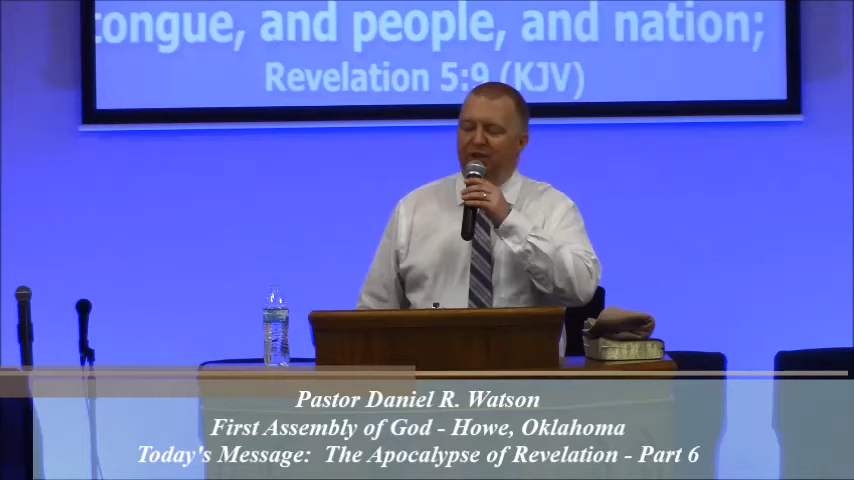 tongue, and people, and nation;
Revelation 5:9 (KJV)
Pastor Daniel R. Watson
First Assembly of God - Howe, Oklahoma
Today's Message: The Apocalypse of Revelation - Part 6